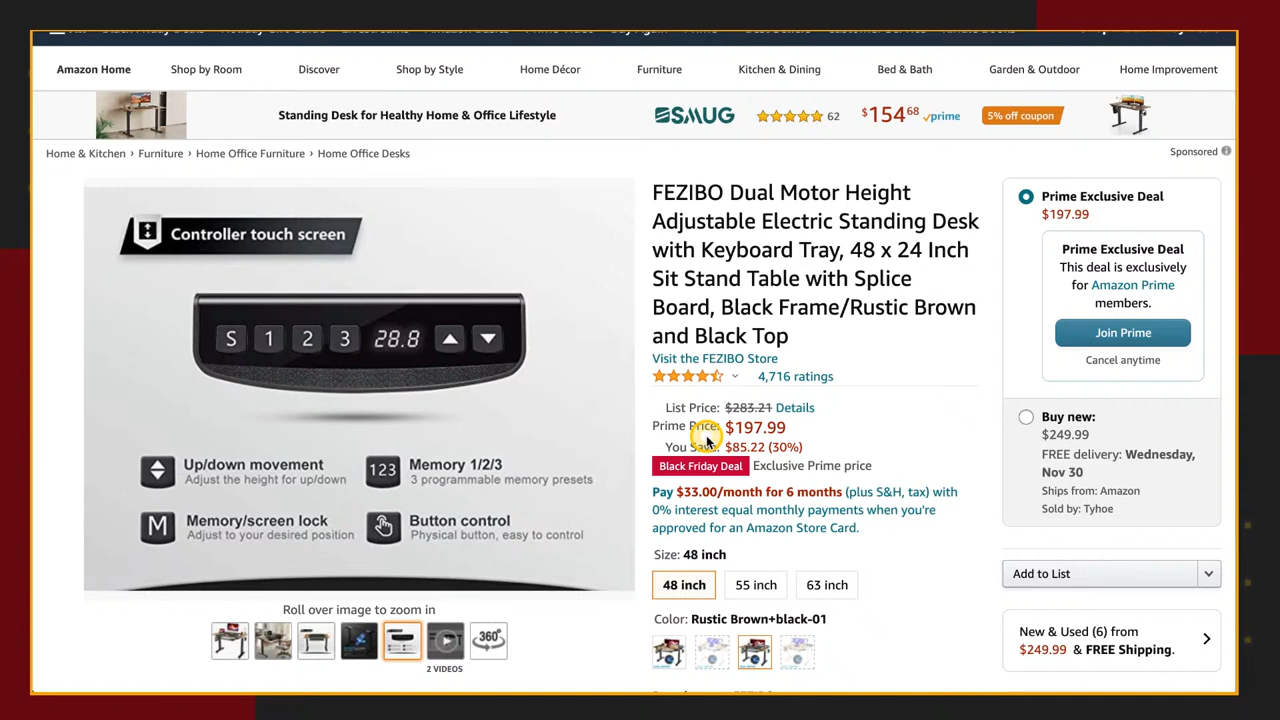 Amazon Home
Shop by Room
Discover
Shop by Style
Home Décor
Furniture
Kitchen & Dining
Bed & Bath
Garden & Outdoor
Home Improvement
Standing Desk for Healthy Home & Office Lifestyle
SMUG
62
$154 68
prime
5% off coupon
Home & Kitchen › Furniture › Home Office Furniture › Home Office Desks
Sponsored
Controller touch screen
S 1 2 3 28.8
Up/down movement
Adjust the height for up/down
Memory 1/2/3
3 programmable memory presets
M
123
Memory/screen lock
Adjust to your desired position
Button control
Physical button, easy to control
Roll over image to zoom in
2 VIDEOS
360°
FEZIBO Dual Motor Height
Adjustable Electric Standing Desk
with Keyboard Tray, 48 x 24 Inch
Sit Stand Table with Splice
Board, Black Frame/Rustic Brown
and Black Top
Visit the FEZIBO Store
4,716 ratings
List Price: $283.21 Details
Prime Price: $197.99
You Save: $85.22 (30%)
Black Friday Deal Exclusive Prime price
Pay $33.00/month for 6 months (plus S&H, tax) with
0% interest equal monthly payments when you're
approved for an Amazon Store Card.
Size: 48 inch
48 inch
55 inch
63 inch
Color: Rustic Brown+black-01
Prime Exclusive Deal
$197.99
Prime Exclusive Deal
This deal is exclusively
for Amazon Prime
members.
Join Prime
Cancel anytime
Buy new:
$249.99
FREE delivery: Wednesday,
Nov 30
Ships from: Amazon
Sold by: Tyhoe
Add to List
New & Used (6) from
$249.99 & FREE Shipping.